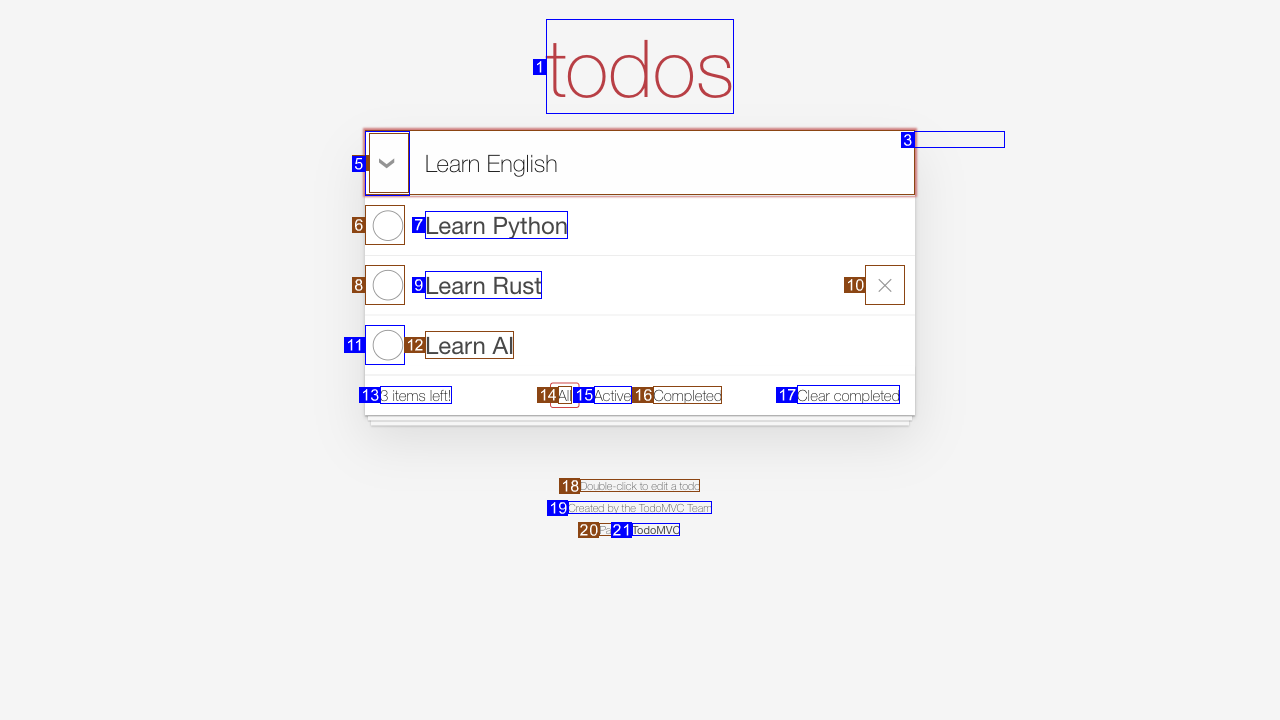 todos
1
3
5 Learn English
6 7 Learn Python
8 9 Learn Rust 10
11 12 Learn AI
13 3 items left! 14 All 15 Active 16 Completed 17 Clear completed
18 Double-click to edit a todo
19 Created by the TodoMVC Team
20 Pa 21 TodoMVC